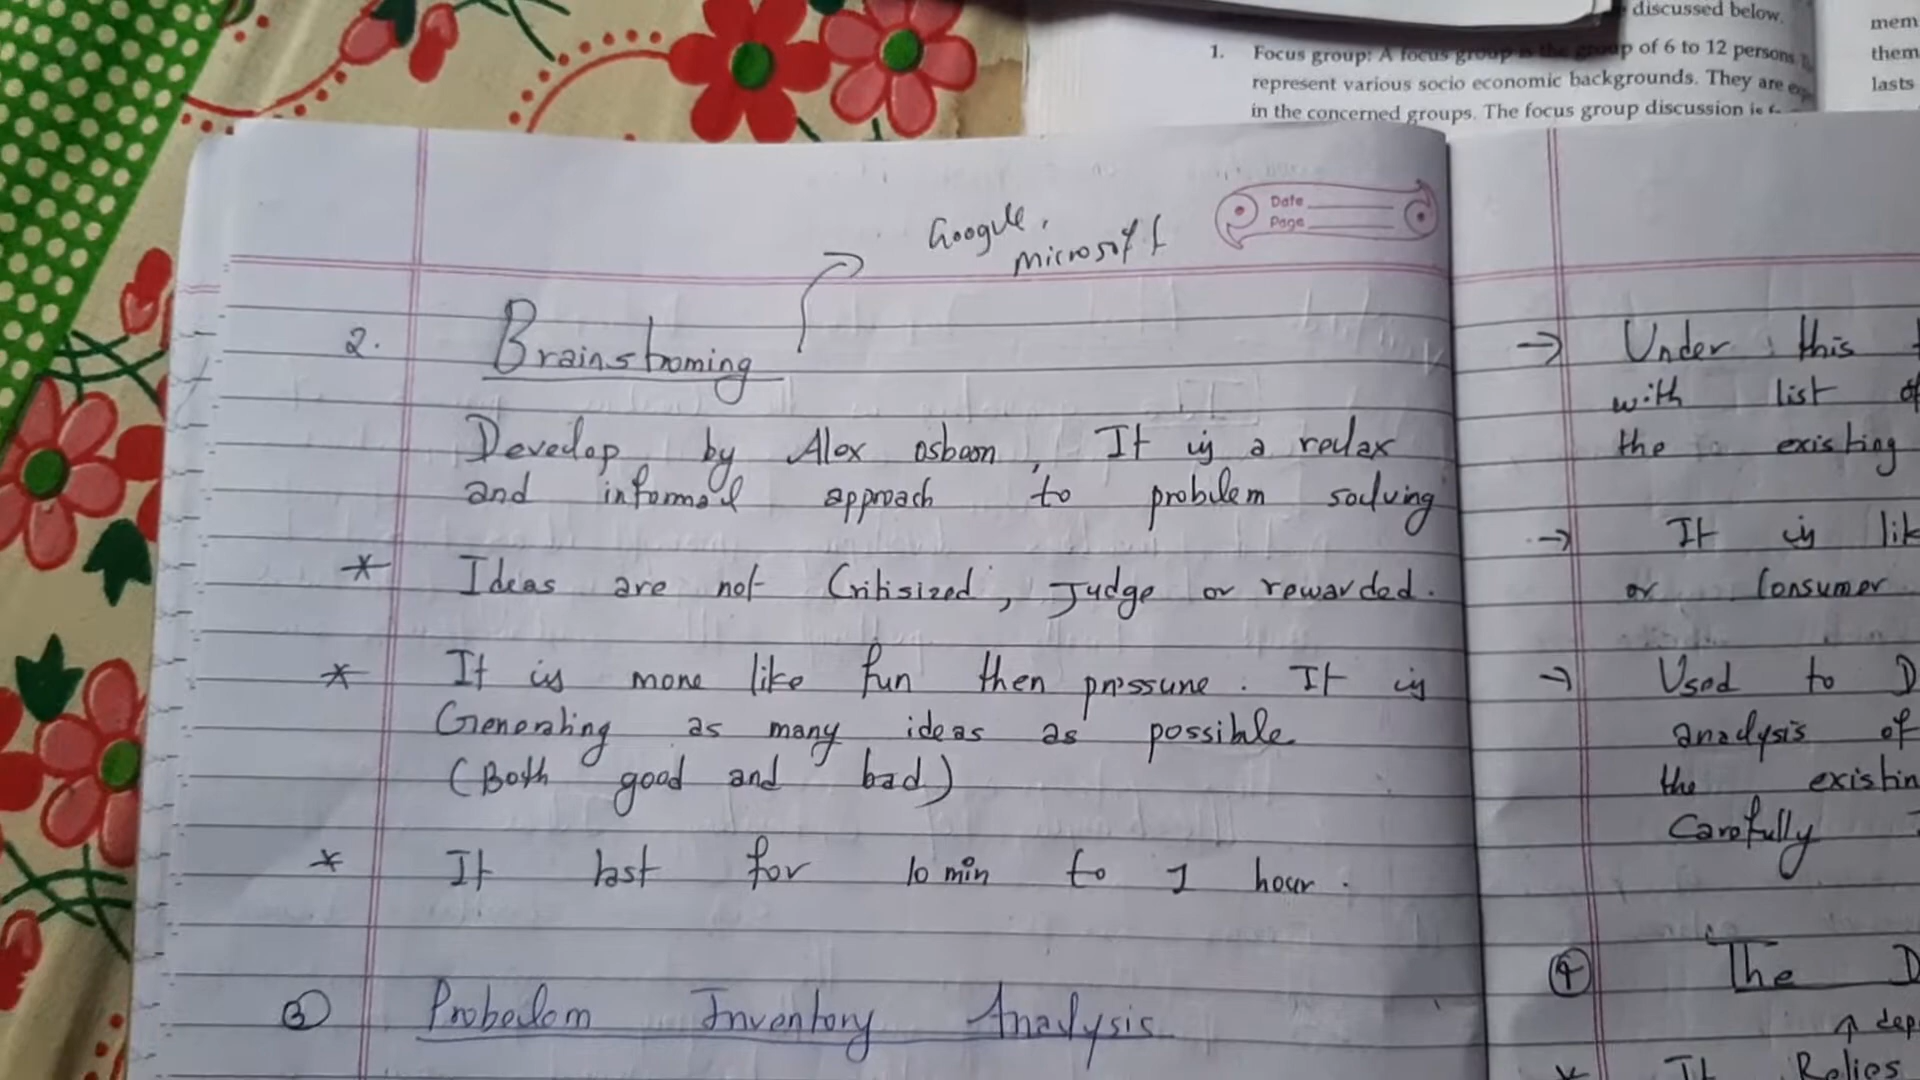 discussed below.
1. Focus group: A focus group is the group of 6 to 12 persons
represent various socio economic backgrounds. They are
in the concerned groups. The focus group discussion is
mem
them
lasts
Date
Page
Google,
microsoft
2. Brainstroming
Develop by Alex osboon, It is a relax
and informal approach to problem solving
* Ideas are not Critisized, Judge or rewarded.
* It is more like fun then pressure. It is
Generating as many ideas as possible
(Both good and bad)
* It last for 10 min to 1 hour.
3 Probelem Inventory Analysis
→ Under this
with list of
the existing
→ It is lik
or Consumer
→ Used to D
analysis of
the existin
Carefully
4 The D
dep
* It Relies